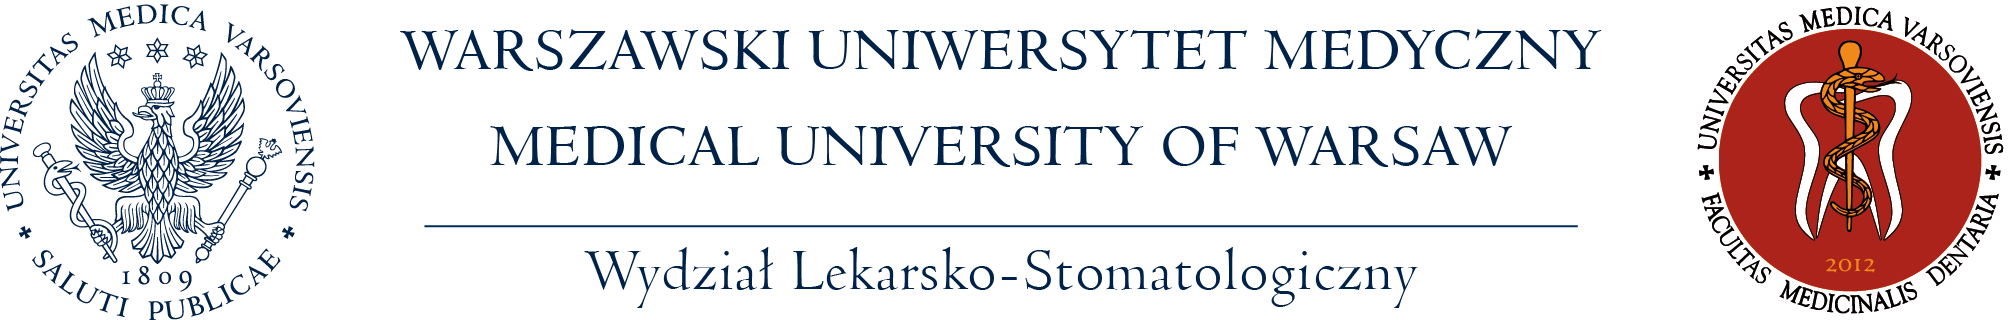 UNIVERSITAS MEDICA VARSOVIENSIS
SALUTI PUBLICAE
1809
WARSZAWSKI UNIWERSYTET MEDYCZNY
MEDICAL UNIVERSITY OF WARSAW
Wydział Lekarsko-Stomatologiczny
UNIVERSITAS MEDICA VARSOVIENSIS
FACULTAS MEDICINALIS DENTARIA
2012